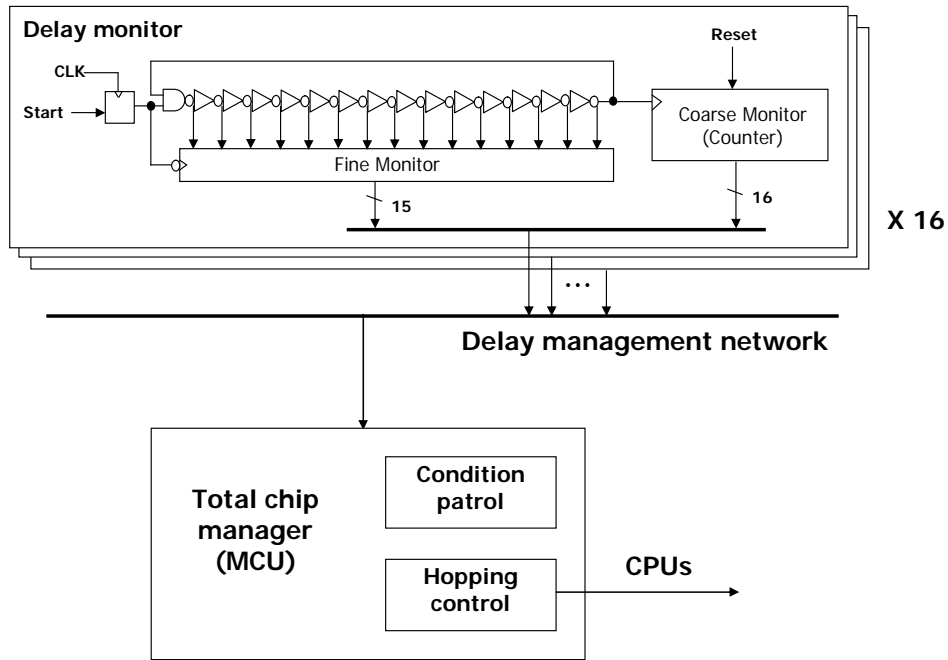 Delay monitor
Reset
CLK
Start
Coarse Monitor
(Counter)
Fine Monitor
15
16
X 16
...
Delay management network
Total chip
manager
(MCU)
Condition
patrol
Hopping
control
CPUs